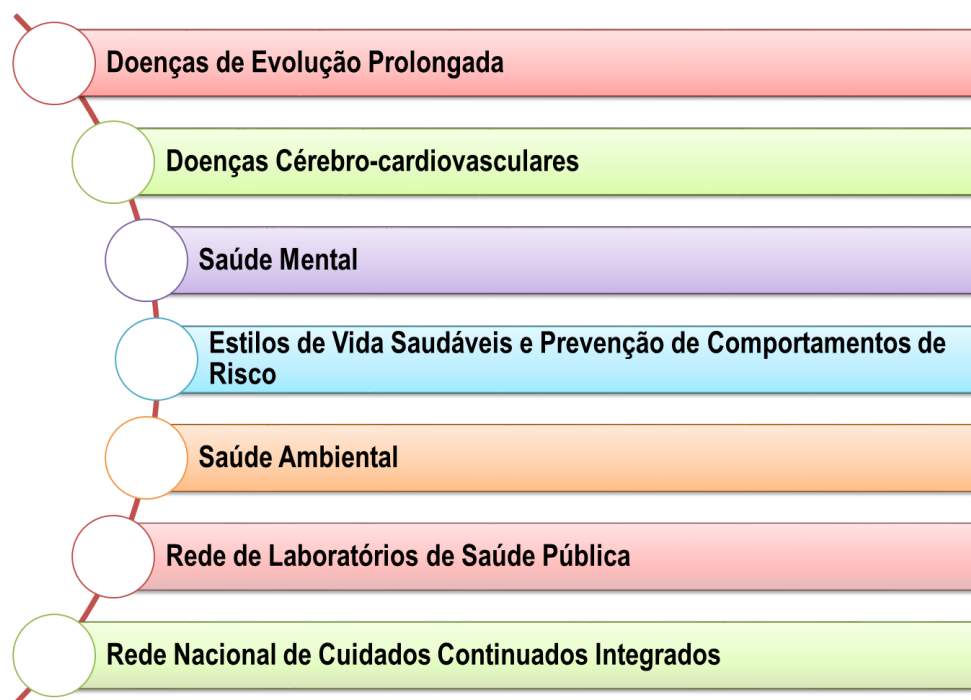 Doenças de Evolução Prolongada
Doenças Cérebro-cardiovasculares
Saúde Mental
Estilos de Vida Saudáveis e Prevenção de Comportamentos de
Risco
Saúde Ambiental
Rede de Laboratórios de Saúde Pública
Rede Nacional de Cuidados Continuados Integrados